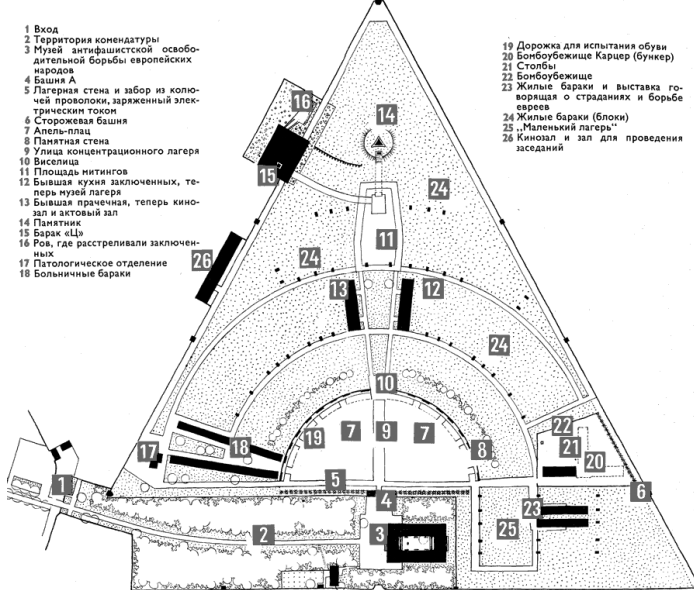 1 Вход
2 Территория комендатуры
3 Музей антифашистской освобо-
дительной борьбы европейских
народов
4 Башня А
5 Лагерная стена и забор из колю-
чей проволоки, заряженный элек-
трическим током
6 Сторожевая башня
7 Апель-плац
8 Памятная стена
9 Улица концентрационного лагеря
10 Виселица
11 Площадь митингов
12 Бывшая кухня заключенных, те-
перь музей лагеря
13 Бывшая прачечная, теперь кино-
зал и актовый зал
14 Памятник
15 Барак «Ц»
16 Ров, где расстреливали заключен-
ных
17 Патологическое отделение
18 Больничные бараки
19 Дорожка для испытания обуви
20 Бомбоубежище Карцер (бункер)
21 Столбы
22 Бомбоубежище
23 Жилые бараки и выставка го-
ворящая о страданиях и борьбе
евреев
24 Жилые бараки (блоки)
25 „Маленький лагерь"
26 Кинозал и зал для проведения
заседаний
16
14
15
24
11
26
24
13
12
24
10
22
18
19
7
9
7
8
21
20
17
1
5
4
6
23
2
3
25